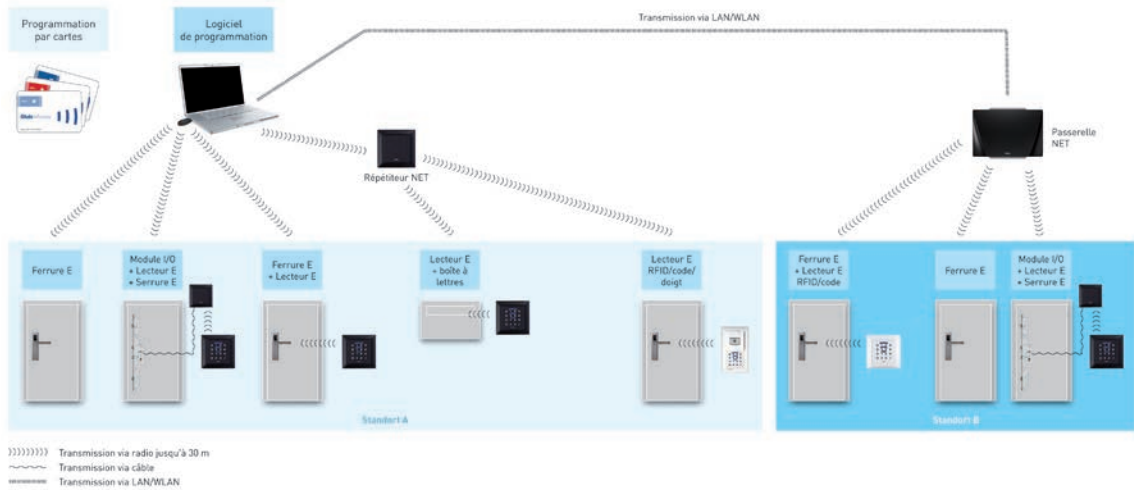 Programmation
par cartes
Logiciel
de programmation
Transmission via LAN/WLAN
Passerelle
NET
Répétiteur NET
Ferrure E
Module I/O
+ Lecteur E
+ Serrure E
Ferrure E
+ Lecteur E
Lecteur E
+ boîte à
lettres
Lecteur E
RFID/code/
doigt
Ferrure E
+ Lecteur E
RFID/code
Ferrure E
Module I/O
+ Lecteur E
+ Serrure E
Standort A
Standort B
Transmission via radio jusqu'à 30 m
Transmission via câble
Transmission via LAN/WLAN